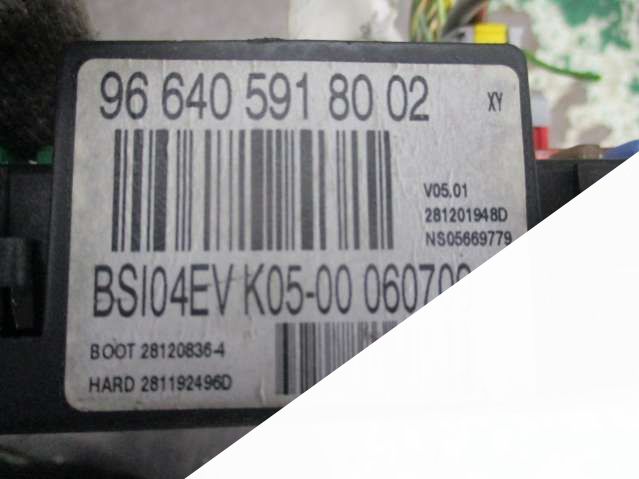 96 640 591 80 02
XY
V05.01
281201948D
NS05669779
BSI04EV K05-00
BOOT 28120836-4
HARD 281192496D